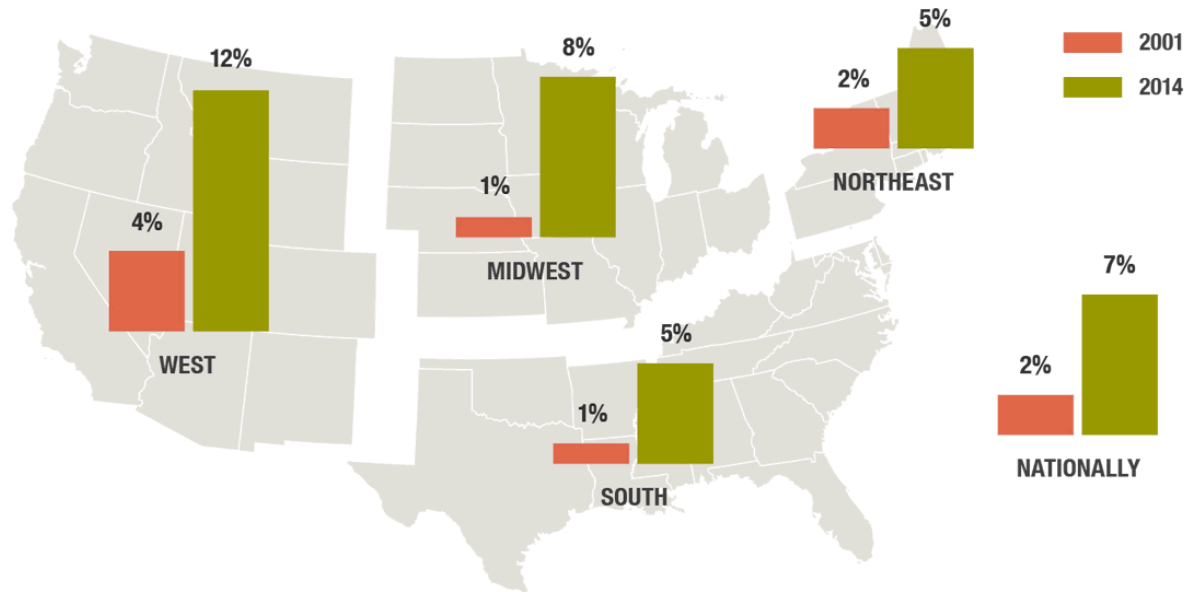 5%
2001
8%
12%
2%
2014
NORTHEAST
1%
4%
MIDWEST
7%
5%
WEST
2%
1%
NATIONALLY
SOUTH